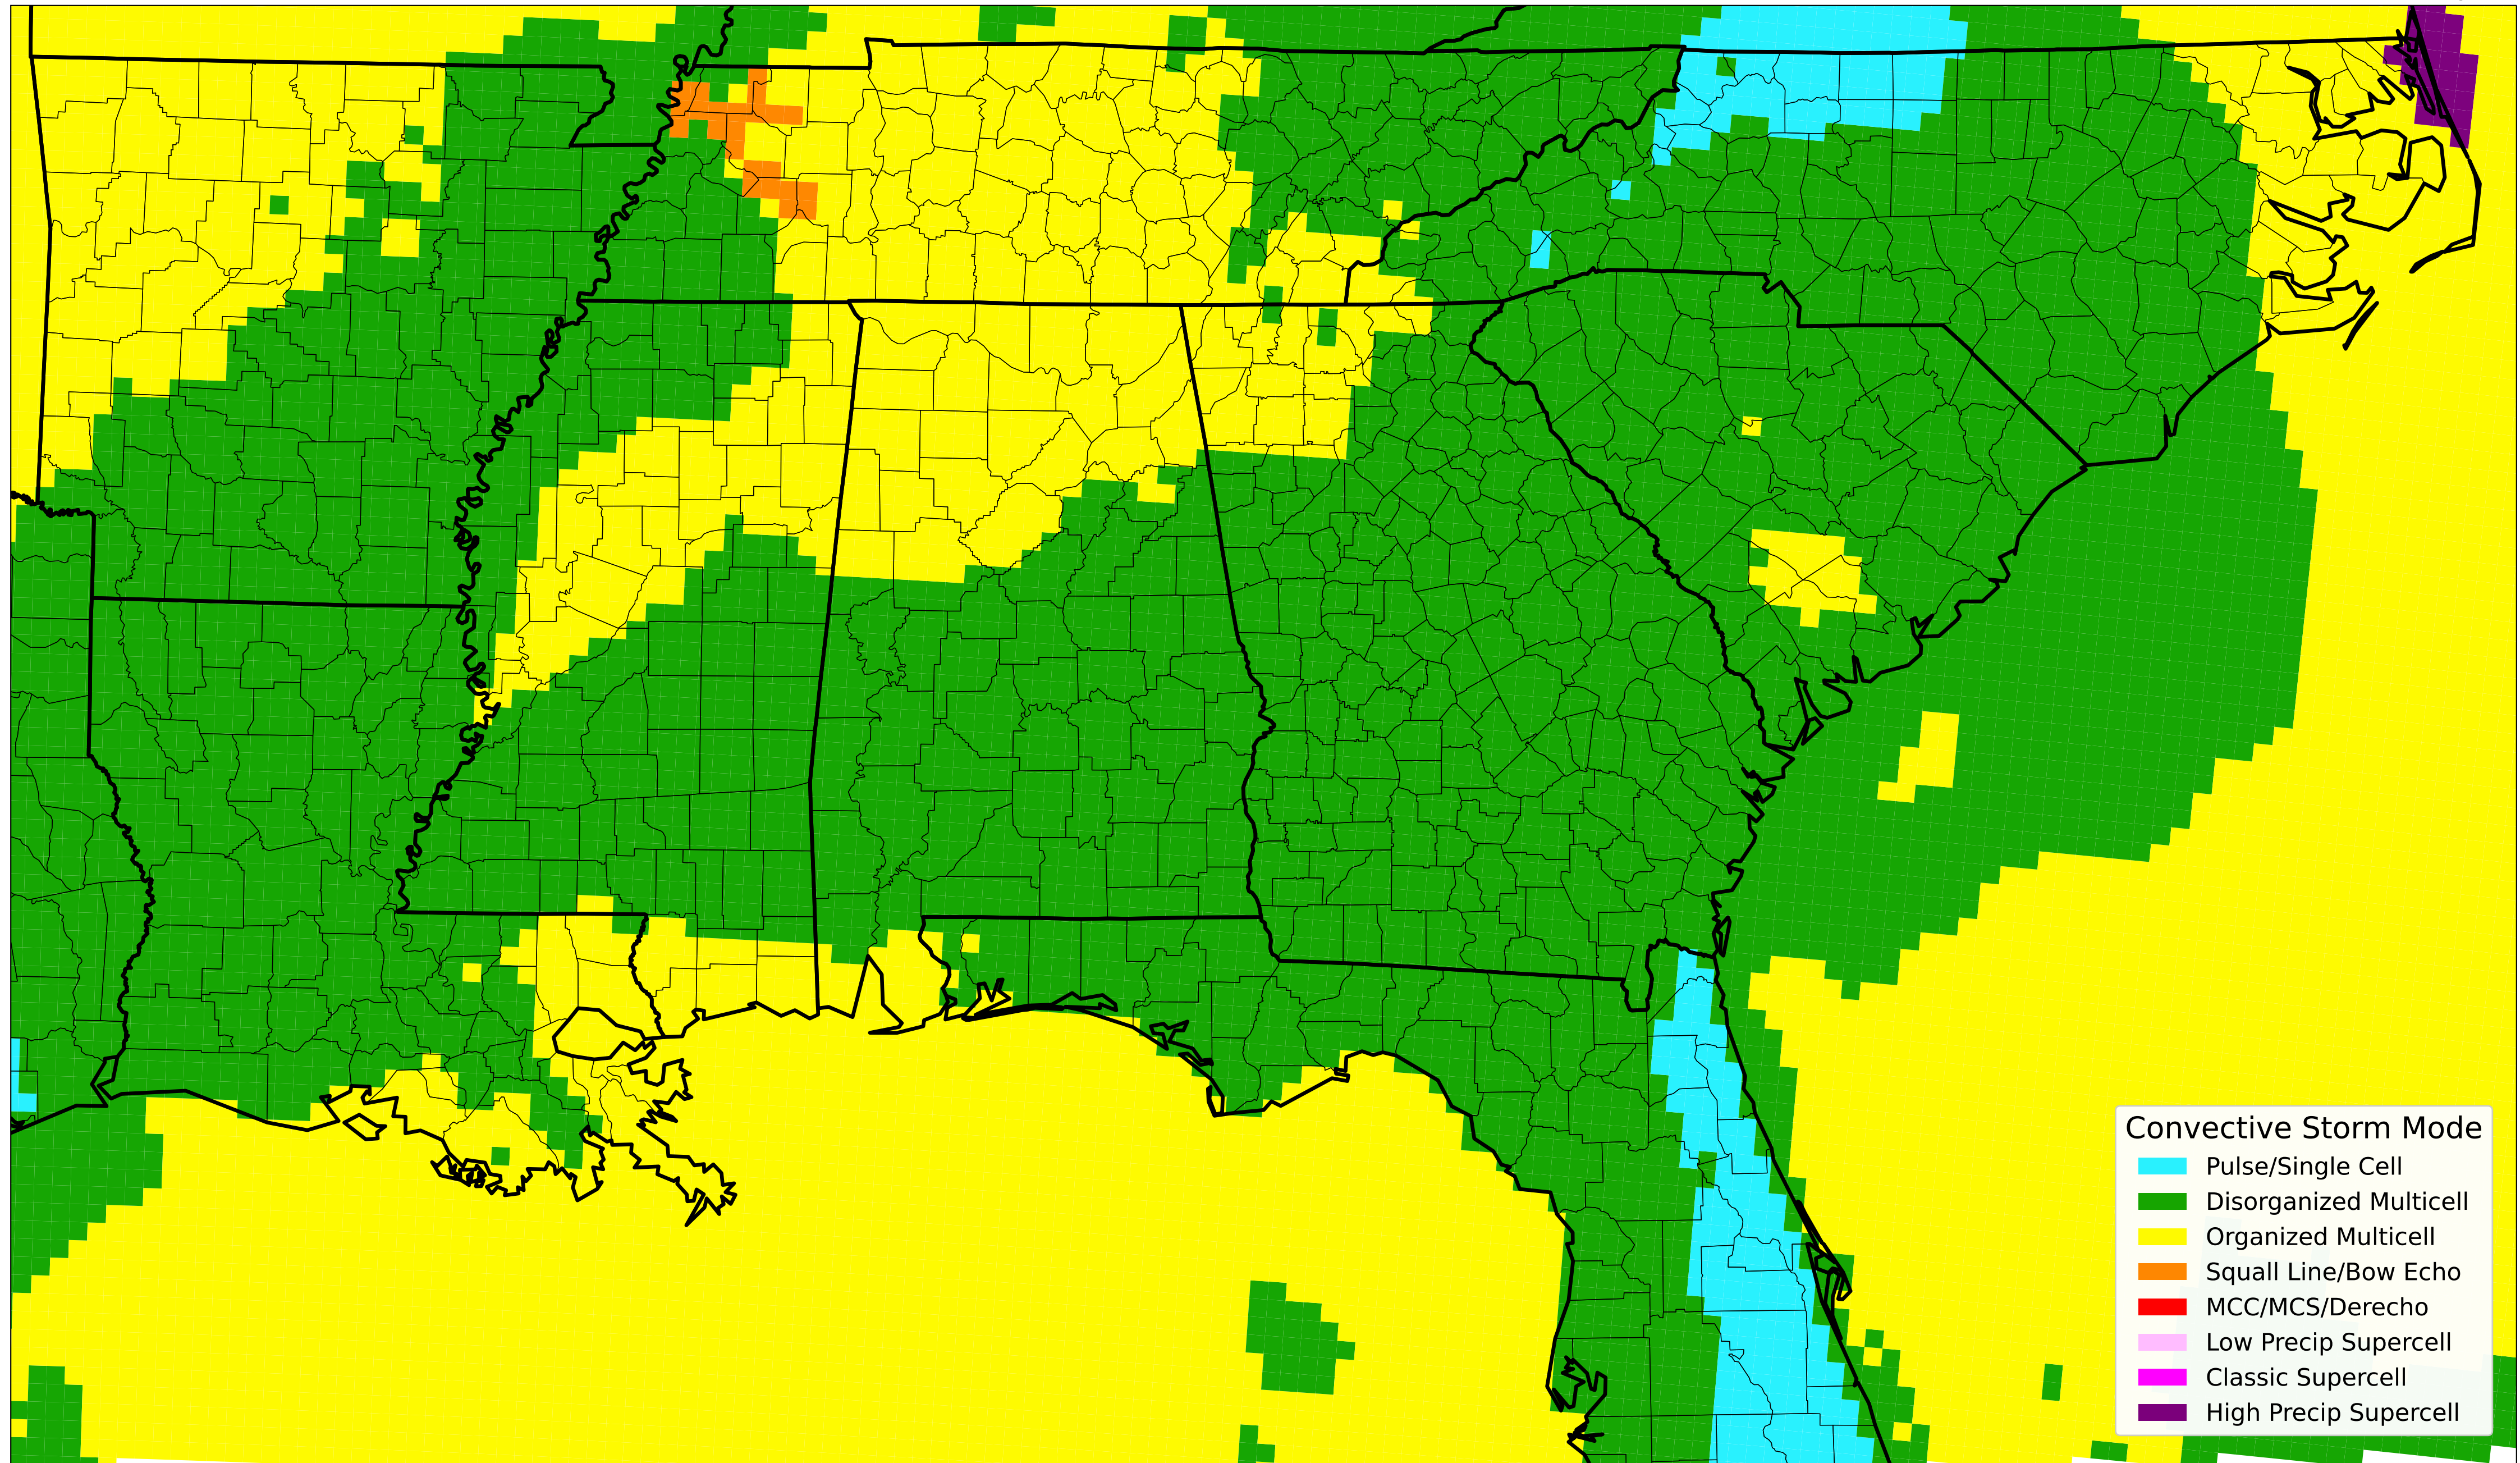 Convective Storm Mode
Pulse/Single Cell
Disorganized Multicell
Organized Multicell
Squall Line/Bow Echo
MCC/MCS/Derecho
Low Precip Supercell
Classic Supercell
High Precip Supercell